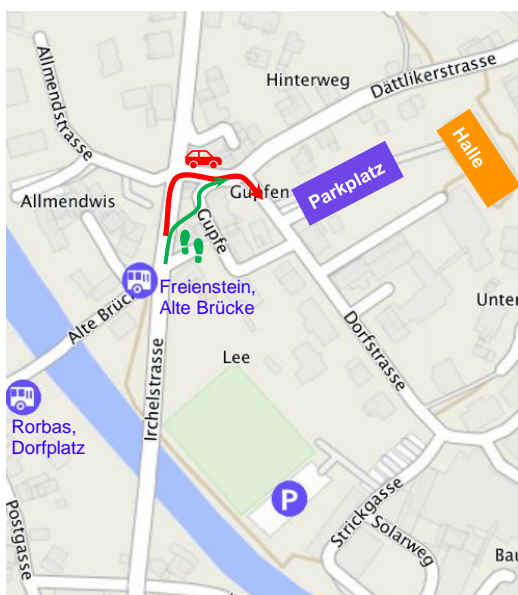 Allmendstrasse
Hinterweg
Dättlikerstrasse
Halle
Parkplatz
Gupfen
Allmendwis
Gupfe
Freienstein,
Alte Brücke
Alte Brück
Unter
Dorfstrasse
Lee
Irchelstrasse
Rorbas,
Dorfplatz
P
Strickgasse
Solarweg
Postgasse
Bau